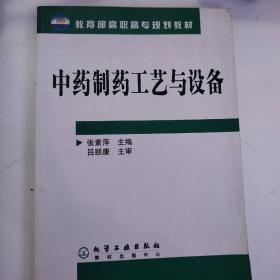 教育部高职高专规划教材
中药制药工艺与设备
张素萍 主编
吕颐康 主审
化学工业出版社
教材出版中心